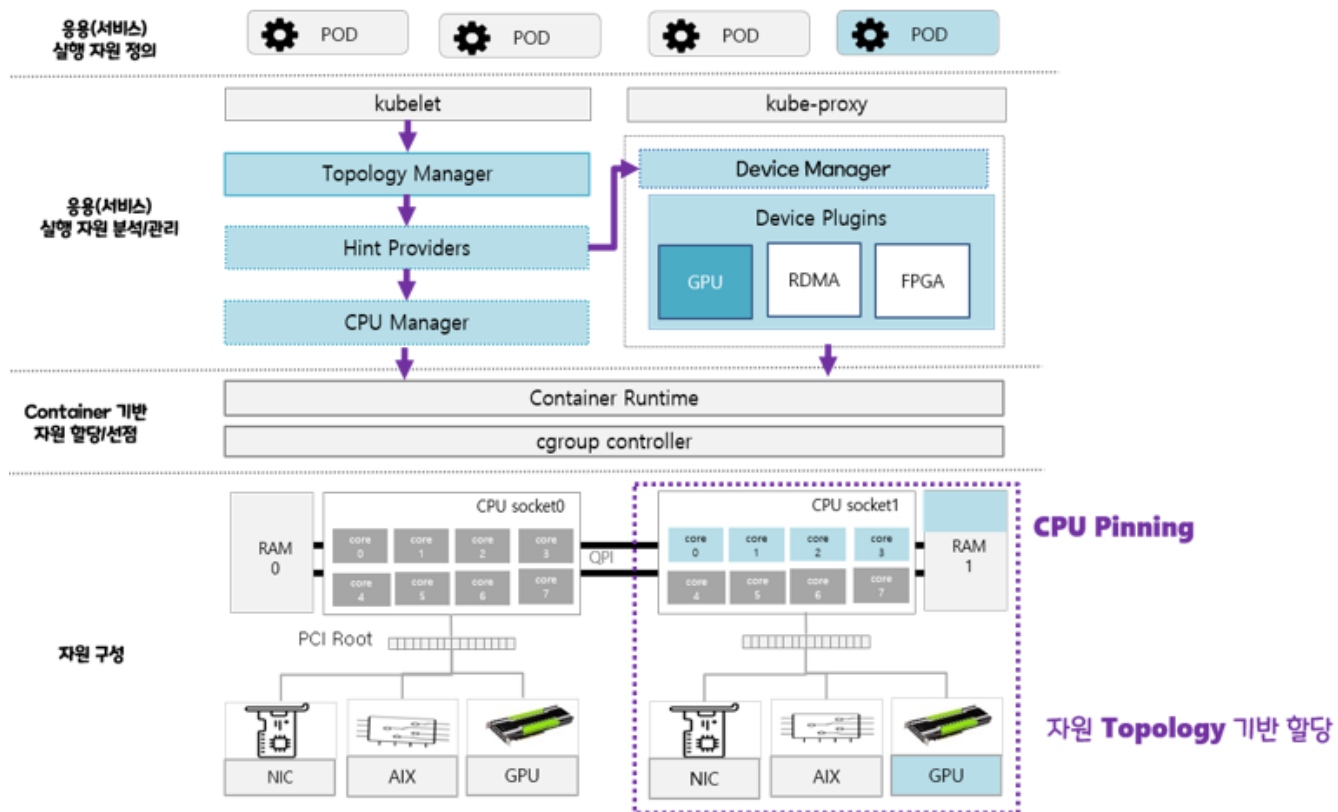 응용(서비스)
실행 자원 정의
POD
POD
POD
POD
응용(서비스)
실행 자원 분석/관리
kubelet
kube-proxy
Topology Manager
Device Manager
Hint Providers
Device Plugins
GPU
RDMA
FPGA
CPU Manager
Container 기반
자원 할당/선점
Container Runtime
cgroup controller
자원 구성
RAM
0
CPU socket0
core
0
core
1
core
2
core
3
core
4
core
5
core
6
core
7
QPI
CPU socket1
core
0
core
1
core
2
core
3
core
4
core
5
core
6
core
7
RAM
1
CPU Pinning
PCI Root
NIC
AIX
GPU
NIC
AIX
GPU
자원 Topology 기반 할당